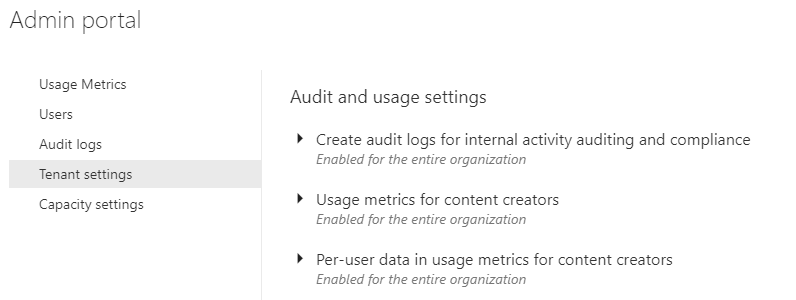 Admin portal
Usage Metrics
Users
Audit logs
Tenant settings
Capacity settings
Audit and usage settings
Create audit logs for internal activity auditing and compliance
Enabled for the entire organization
Usage metrics for content creators
Enabled for the entire organization
Per-user data in usage metrics for content creators
Enabled for the entire organization